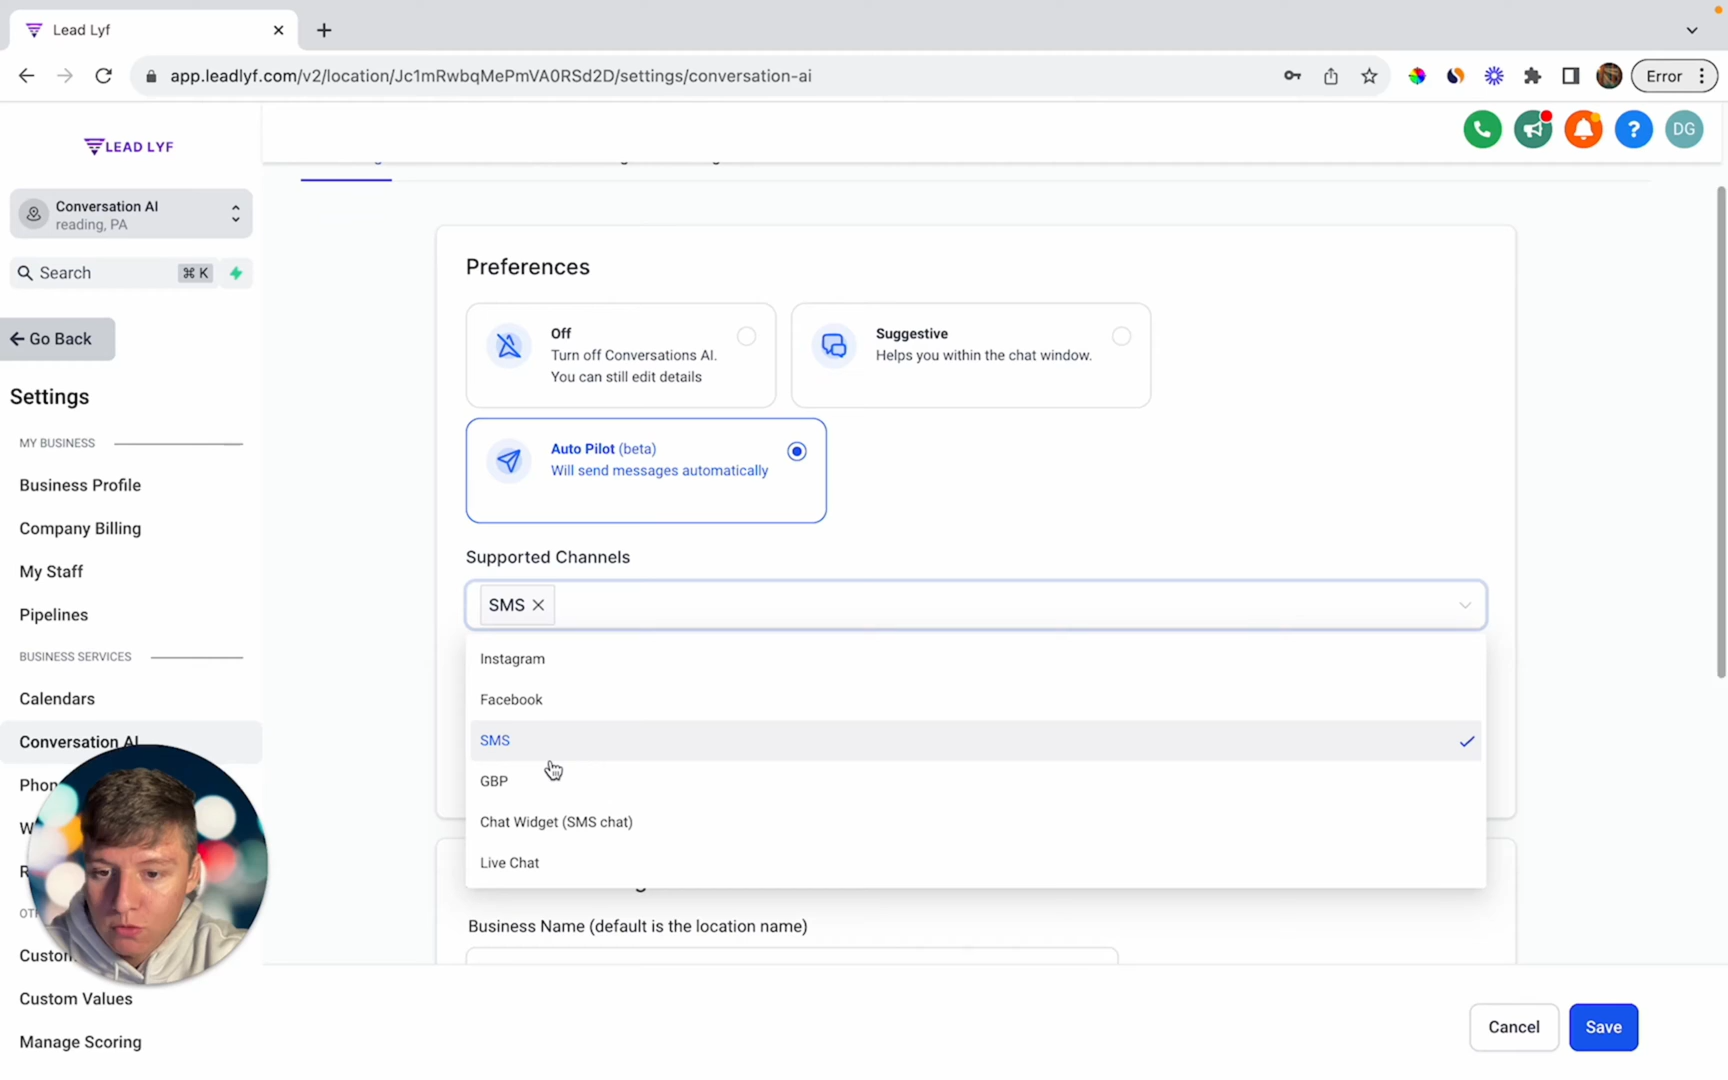 Lead Lyf
app.leadlyf.com/v2/location/Jc1mRwbqMePmVA0RSd2D/settings/conversation-ai
Error
LEAD LYF
DG
Conversation AI
reading, PA
Search
⌘ K
Go Back
Settings
MY BUSINESS
Business Profile
Company Billing
My Staff
Pipelines
BUSINESS SERVICES
Calendars
Conversation AI
Custom Values
Manage Scoring
Preferences
Off
Turn off Conversations AI.
You can still edit details
Suggestive
Helps you within the chat window.
Auto Pilot (beta)
Will send messages automatically
Supported Channels
SMS
Instagram
Facebook
SMS
GBP
Chat Widget (SMS chat)
Live Chat
Business Name (default is the location name)
Cancel
Save